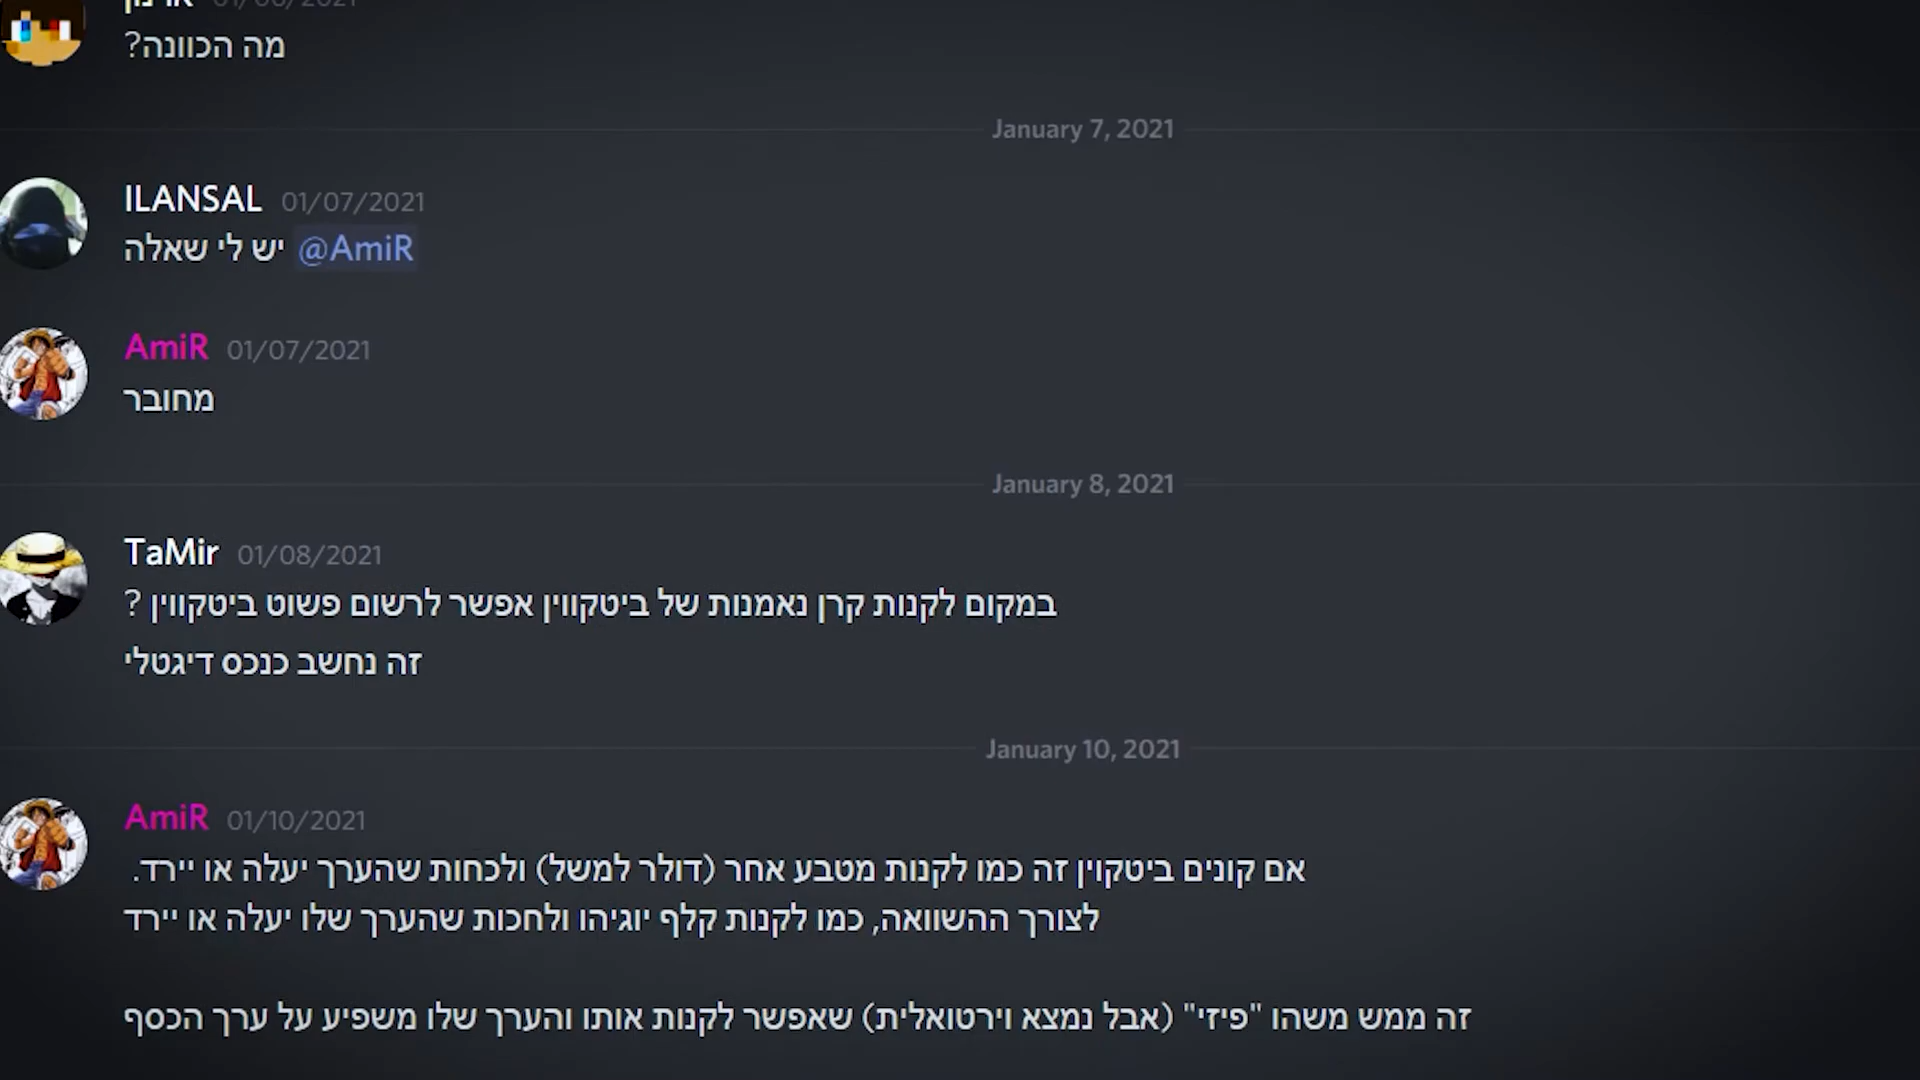 01/06/2021
מה הכוונה?
January 7, 2021
ILANSAL 01/07/2021
@AmiR יש לי שאלה
AmiR 01/07/2021
מחובר
January 8, 2021
TaMir 01/08/2021
במקום לקנות קרן נאמנות של ביטקווין אפשר לרשום פשוט ביטקווין ?
זה נחשב כנכס דיגטלי
January 10, 2021
AmiR 01/10/2021
אם קונים ביטקוין זה כמו לקנות מטבע אחר (דולר למשל) ולכחות שהערך יעלה או יירד.
לצורך ההשוואה, כמו לקנות קלף יוגיהו ולחכות שהערך שלו יעלה או יירד
זה ממש משהו "פיזי" (אבל נמצא וירטואלית) שאפשר לקנות אותו והערך שלו משפיע על ערך הכסף